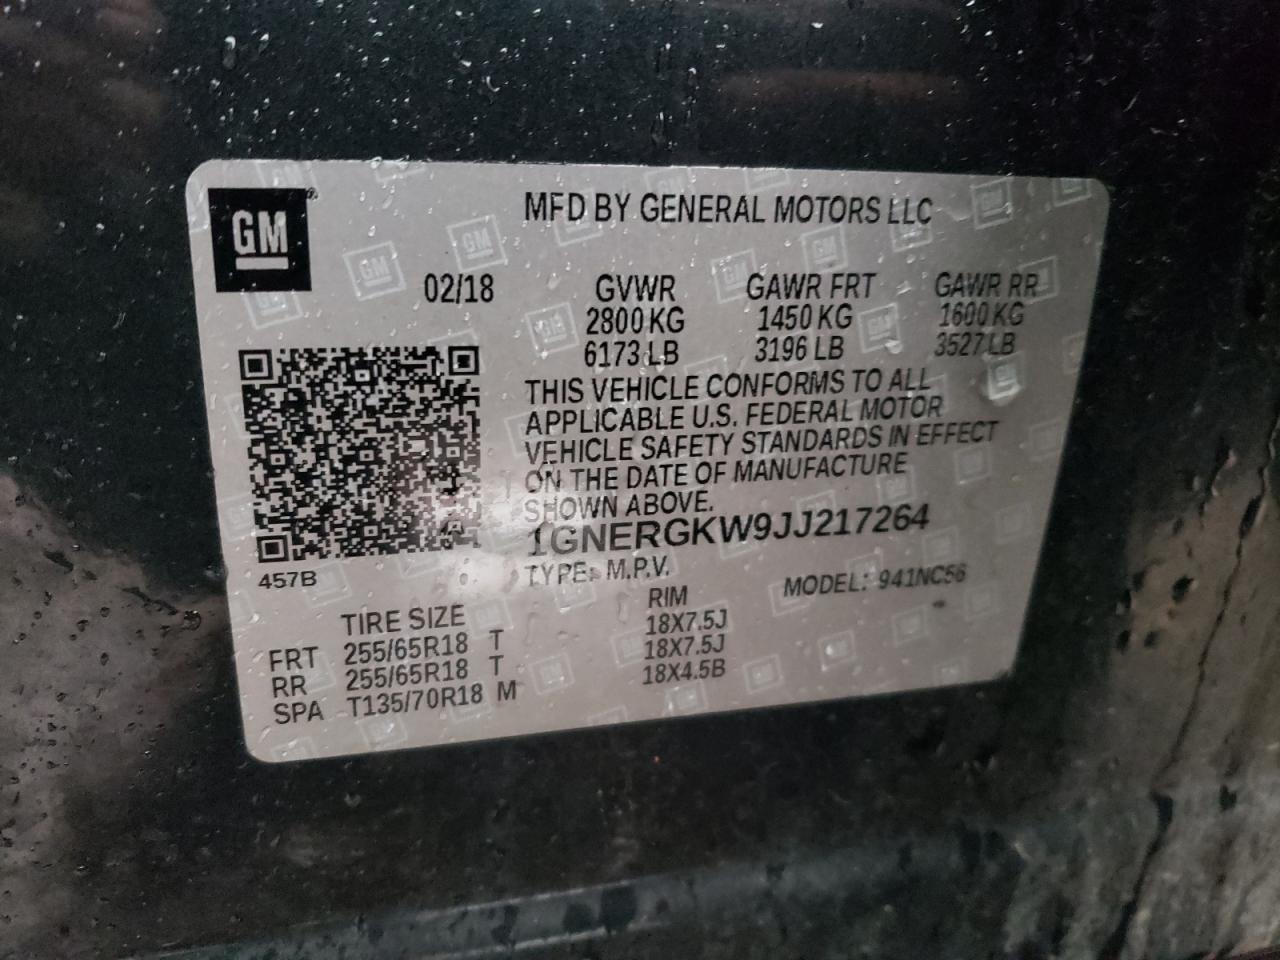 GM
MFD BY GENERAL MOTORS LLC
02/18 GVWR GAWR FRT GAWR RR
2800 KG 1450 KG 1600 KG
6173 LB 3196 LB 3527 LB
THIS VEHICLE CONFORMS TO ALL
APPLICABLE U.S. FEDERAL MOTOR
VEHICLE SAFETY STANDARDS IN EFFECT
ON THE DATE OF MANUFACTURE
SHOWN ABOVE.
1GNERGKW9JJ217264
TYPE: M.P.V. MODEL: 941NC56
457B
TIRE SIZE RIM
FRT 255/65R18 T 18X7.5J
RR 255/65R18 T 18X7.5J
SPA T135/70R18 M 18X4.5B